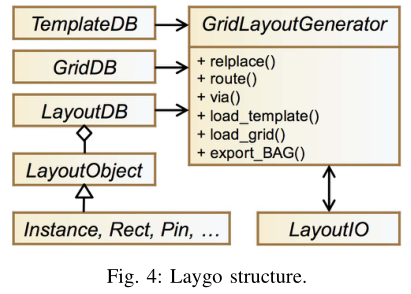 TemplateDB
GridDB
LayoutDB
LayoutObject
Instance, Rect, Pin, ...
GridLayoutGenerator
+ relplace()
+ route()
+ via()
+ load_template()
+ load_grid()
+ export_BAG()
LayoutIO
Fig. 4: Laygo structure.